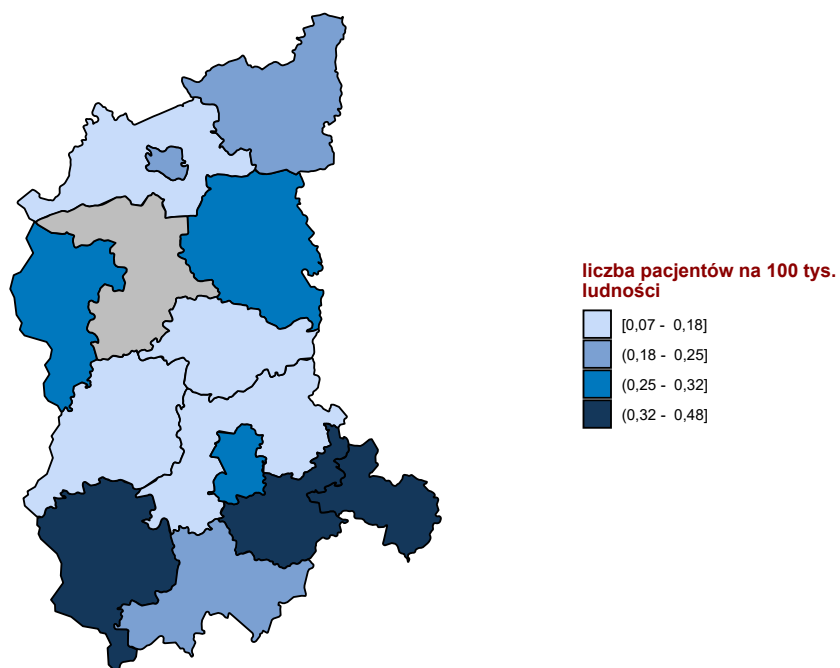 liczba pacjentów na 100 tys.
ludności
[0,07 - 0,18]
(0,18 - 0,25]
(0,25 - 0,32]
(0,32 - 0,48]